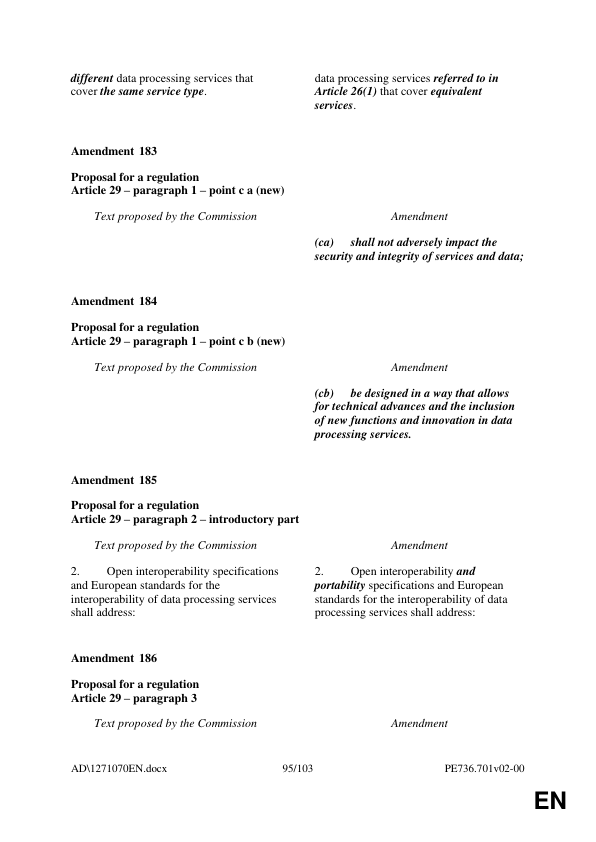 different data processing services that
cover the same service type.
data processing services referred to in
Article 26(1) that cover equivalent
services.
Amendment 183
Proposal for a regulation
Article 29 – paragraph 1 – point c a (new)
Text proposed by the Commission
Amendment
(ca) shall not adversely impact the
security and integrity of services and data;
Amendment 184
Proposal for a regulation
Article 29 – paragraph 1 – point c b (new)
Text proposed by the Commission
Amendment
(cb) be designed in a way that allows
for technical advances and the inclusion
of new functions and innovation in data
processing services.
Amendment 185
Proposal for a regulation
Article 29 – paragraph 2 – introductory part
Text proposed by the Commission
Amendment
2. Open interoperability specifications
and European standards for the
interoperability of data processing services
shall address:
2. Open interoperability and
portability specifications and European
standards for the interoperability of data
processing services shall address:
Amendment 186
Proposal for a regulation
Article 29 – paragraph 3
Text proposed by the Commission
Amendment
AD\1271070EN.docx
95/103
PE736.701v02-00
EN